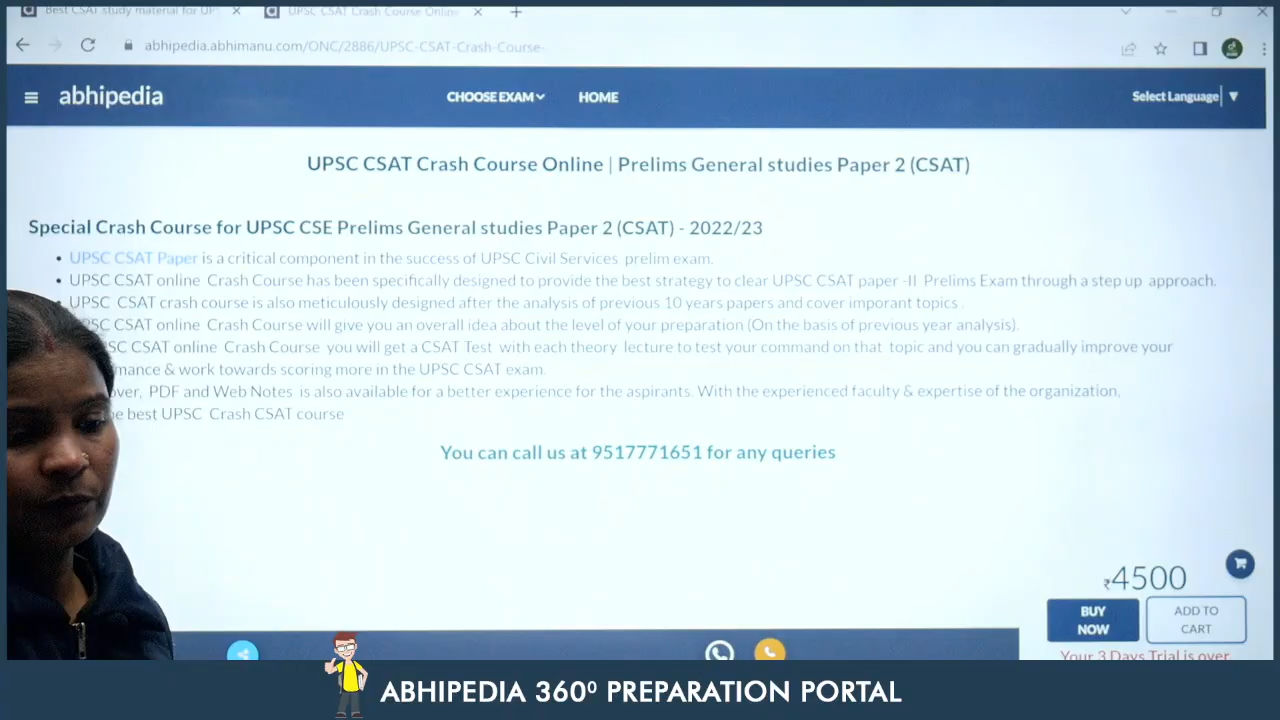 Best CSAT study material for UPS
UPSC CSAT Crash Course Online
abhipedia.abhimanu.com/ONC/2886/UPSC-CSAT-Crash-Course-
abhipedia
CHOOSE EXAM
HOME
Select Language
UPSC CSAT Crash Course Online | Prelims General studies Paper 2 (CSAT)
Special Crash Course for UPSC CSE Prelims General studies Paper 2 (CSAT) - 2022/23
• UPSC CSAT Paper is a critical component in the success of UPSC Civil Services prelim exam.
• UPSC CSAT online Crash Course has been specifically designed to provide the best strategy to clear UPSC CSAT paper -II Prelims Exam through a step up approach.
UPSC CSAT crash course is also meticulously designed after the analysis of previous 10 years papers and cover imporant topics .
PSC CSAT online Crash Course will give you an overall idea about the level of your preparation (On the basis of previous year analysis).
SC CSAT online Crash Course you will get a CSAT Test with each theory lecture to test your command on that topic and you can gradually improve your
mance & work towards scoring more in the UPSC CSAT exam.
over, PDF and Web Notes is also available for a better experience for the aspirants. With the experienced faculty & expertise of the organization,
e best UPSC Crash CSAT course
You can call us at 9517771651 for any queries
₹4500
BUY NOW
ADD TO CART
Your 3 Days Trial is over
ABHIPEDIA 360⁰ PREPARATION PORTAL